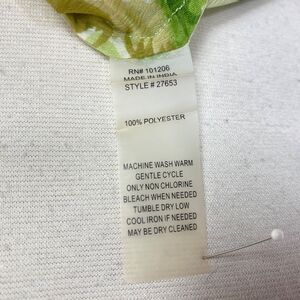 RN# 101206
MADE IN INDIA
STYLE # 27653
100% POLYESTER
MACHINE WASH WARM
GENTLE CYCLE
ONLY NON CHLORINE
BLEACH WHEN NEEDED
TUMBLE DRY LOW
COOL IRON IF NEEDED
MAY BE DRY CLEANED